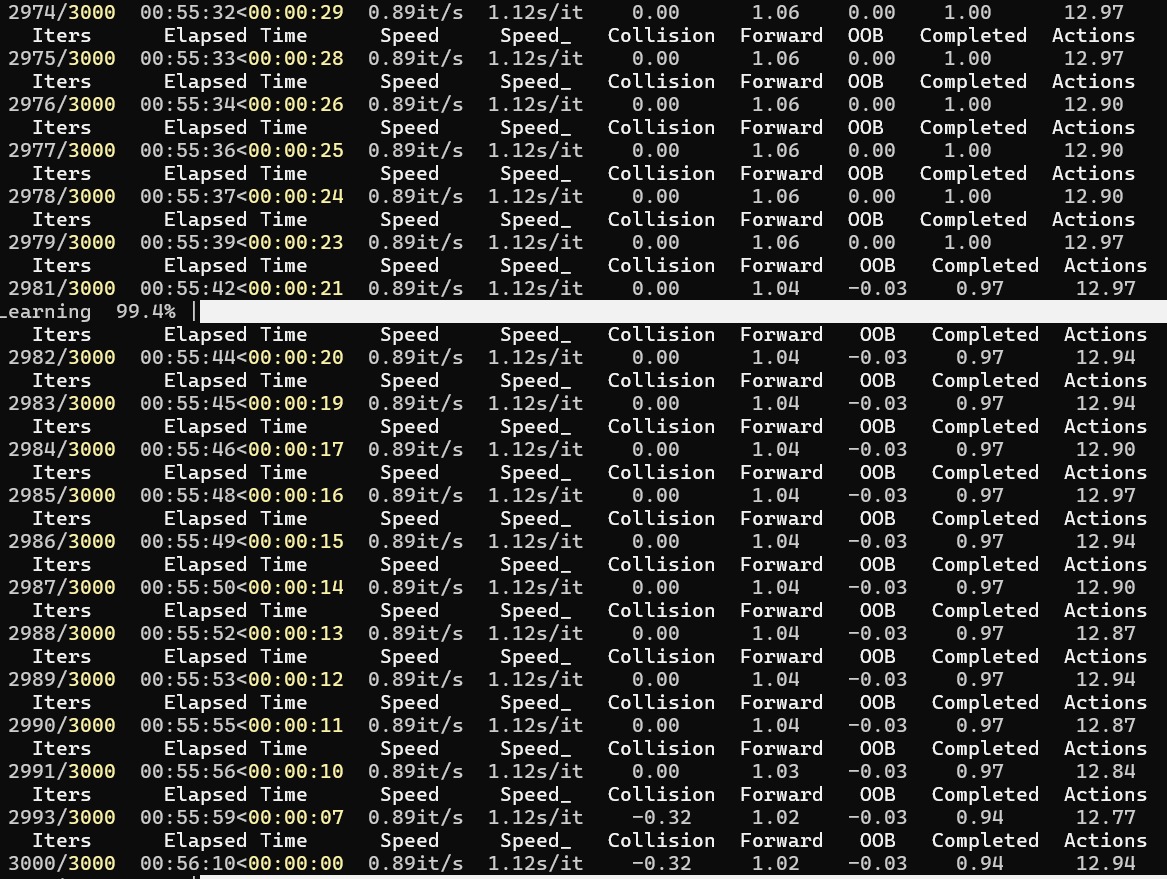 2974/3000 00:55:32<00:00:29 0.89it/s 1.12s/it 0.00 1.06 0.00 1.00 12.97
Iters Elapsed Time Speed Speed_ Collision Forward OOB Completed Actions
2975/3000 00:55:33<00:00:28 0.89it/s 1.12s/it 0.00 1.06 0.00 1.00 12.97
Iters Elapsed Time Speed Speed_ Collision Forward OOB Completed Actions
2976/3000 00:55:34<00:00:26 0.89it/s 1.12s/it 0.00 1.06 0.00 1.00 12.90
Iters Elapsed Time Speed Speed_ Collision Forward OOB Completed Actions
2977/3000 00:55:36<00:00:25 0.89it/s 1.12s/it 0.00 1.06 0.00 1.00 12.90
Iters Elapsed Time Speed Speed_ Collision Forward OOB Completed Actions
2978/3000 00:55:37<00:00:24 0.89it/s 1.12s/it 0.00 1.06 0.00 1.00 12.90
Iters Elapsed Time Speed Speed_ Collision Forward OOB Completed Actions
2979/3000 00:55:39<00:00:23 0.89it/s 1.12s/it 0.00 1.06 0.00 1.00 12.97
Iters Elapsed Time Speed Speed_ Collision Forward OOB Completed Actions
2981/3000 00:55:42<00:00:21 0.89it/s 1.12s/it 0.00 1.04 -0.03 0.97 12.97
Learning 99.4% |
Iters Elapsed Time Speed Speed_ Collision Forward OOB Completed Actions
2982/3000 00:55:44<00:00:20 0.89it/s 1.12s/it 0.00 1.04 -0.03 0.97 12.94
Iters Elapsed Time Speed Speed_ Collision Forward OOB Completed Actions
2983/3000 00:55:45<00:00:19 0.89it/s 1.12s/it 0.00 1.04 -0.03 0.97 12.94
Iters Elapsed Time Speed Speed_ Collision Forward OOB Completed Actions
2984/3000 00:55:46<00:00:17 0.89it/s 1.12s/it 0.00 1.04 -0.03 0.97 12.90
Iters Elapsed Time Speed Speed_ Collision Forward OOB Completed Actions
2985/3000 00:55:48<00:00:16 0.89it/s 1.12s/it 0.00 1.04 -0.03 0.97 12.97
Iters Elapsed Time Speed Speed_ Collision Forward OOB Completed Actions
2986/3000 00:55:49<00:00:15 0.89it/s 1.12s/it 0.00 1.04 -0.03 0.97 12.94
Iters Elapsed Time Speed Speed_ Collision Forward OOB Completed Actions
2987/3000 00:55:50<00:00:14 0.89it/s 1.12s/it 0.00 1.04 -0.03 0.97 12.90
Iters Elapsed Time Speed Speed_ Collision Forward OOB Completed Actions
2988/3000 00:55:52<00:00:13 0.89it/s 1.12s/it 0.00 1.04 -0.03 0.97 12.87
Iters Elapsed Time Speed Speed_ Collision Forward OOB Completed Actions
2989/3000 00:55:53<00:00:12 0.89it/s 1.12s/it 0.00 1.04 -0.03 0.97 12.94
Iters Elapsed Time Speed Speed_ Collision Forward OOB Completed Actions
2990/3000 00:55:55<00:00:11 0.89it/s 1.12s/it 0.00 1.04 -0.03 0.97 12.87
Iters Elapsed Time Speed Speed_ Collision Forward OOB Completed Actions
2991/3000 00:55:56<00:00:10 0.89it/s 1.12s/it 0.00 1.03 -0.03 0.97 12.84
Iters Elapsed Time Speed Speed_ Collision Forward OOB Completed Actions
2993/3000 00:55:59<00:00:07 0.89it/s 1.12s/it -0.32 1.02 -0.03 0.94 12.77
Iters Elapsed Time Speed Speed_ Collision Forward OOB Completed Actions
3000/3000 00:56:10<00:00:00 0.89it/s 1.12s/it -0.32 1.02 -0.03 0.94 12.94